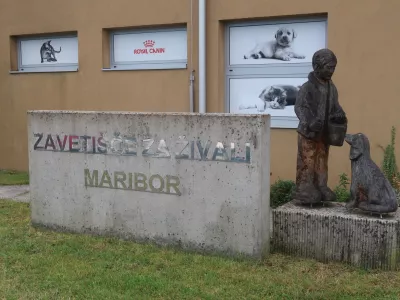 ROYAL CANIN
ZAVETIŠČE ZA ŽIVALI
MARIBOR